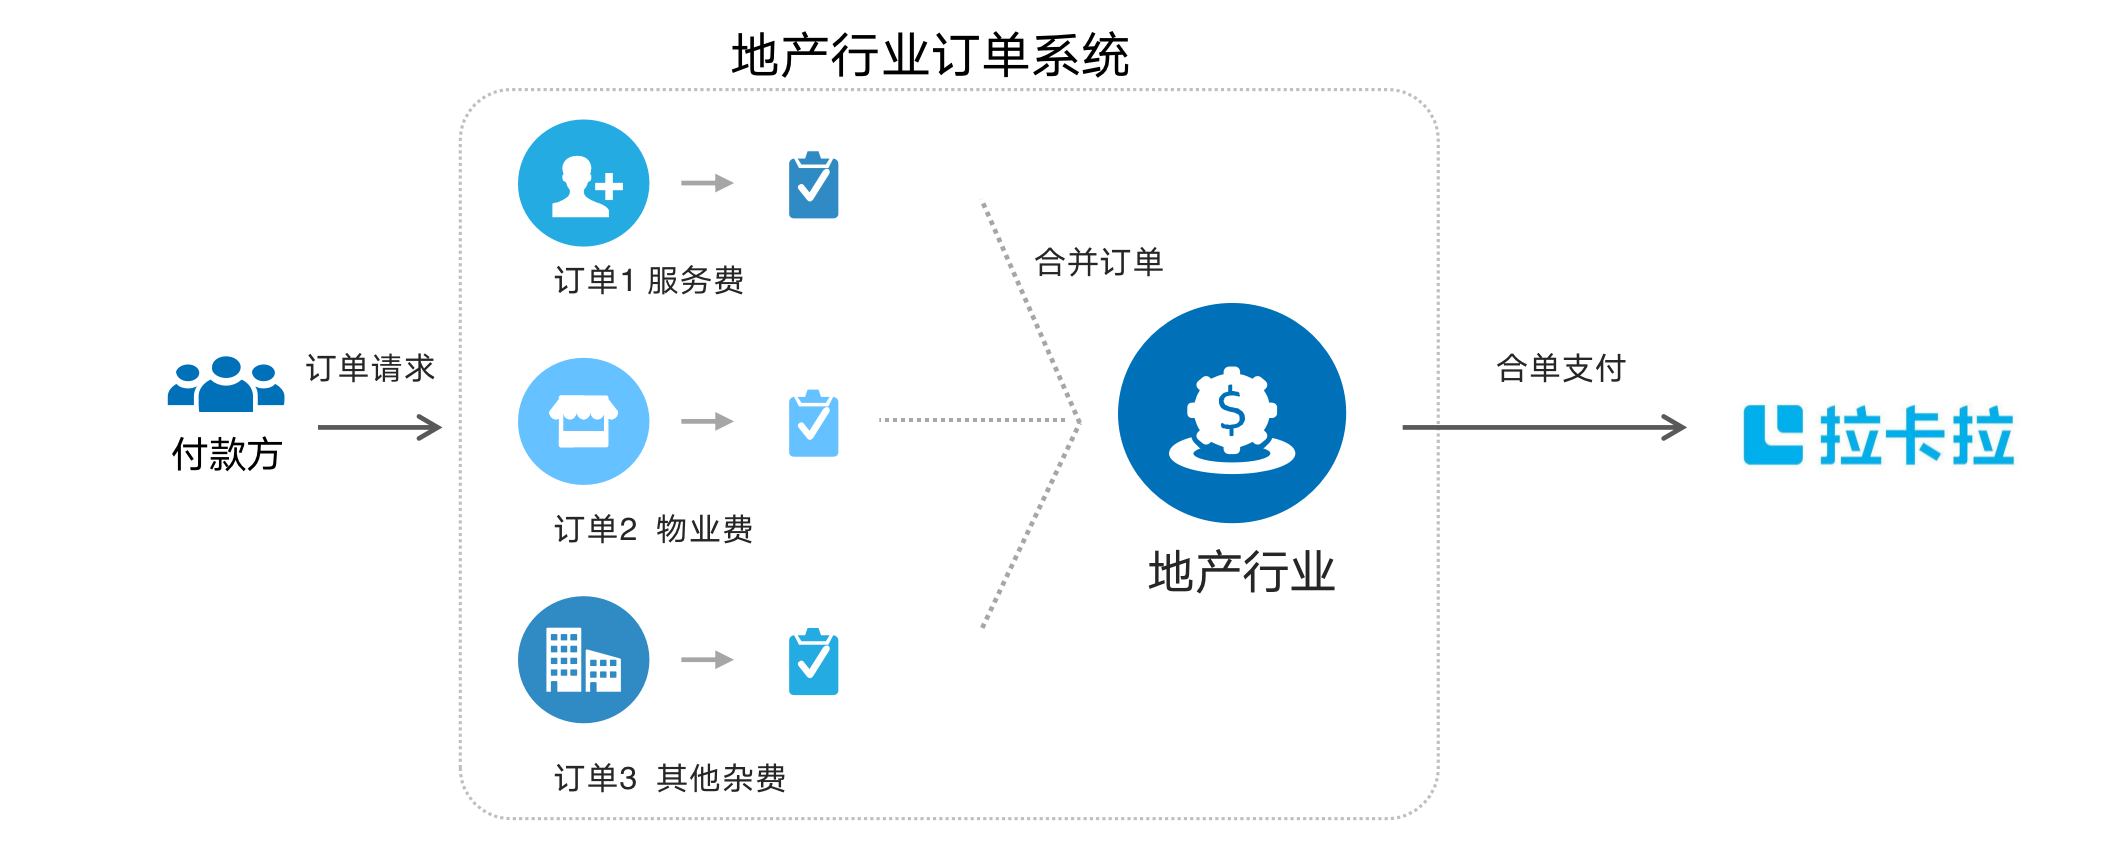 地产行业订单系统
订单1 服务费
合并订单
订单请求
付款方
合单支付
拉卡拉
订单2 物业费
地产行业
订单3 其他杂费